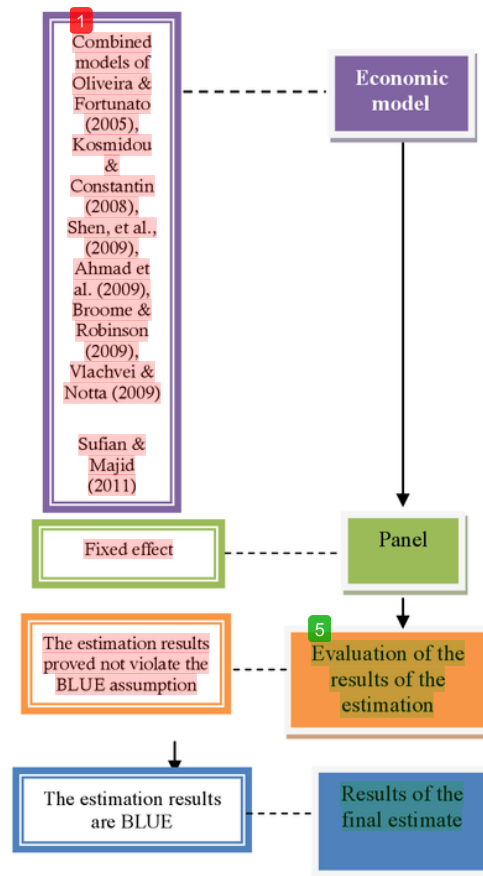 1
Combined
models of
Oliveira &
Fortunato
(2005),
Kosmidou
&
Constantin
(2008),
Shen, et al.,
(2009),
Ahmad et
al. (2009),
Broome &
Robinson
(2009),
Vlachvei &
Notta (2009)
Sufian &
Majid
(2011)
Economic
model
Fixed effect
Panel
The estimation results
proved not violate the
BLUE assumption
5
Evaluation of the
results of the
estimation
The estimation results
are BLUE
Results of the
final estimate